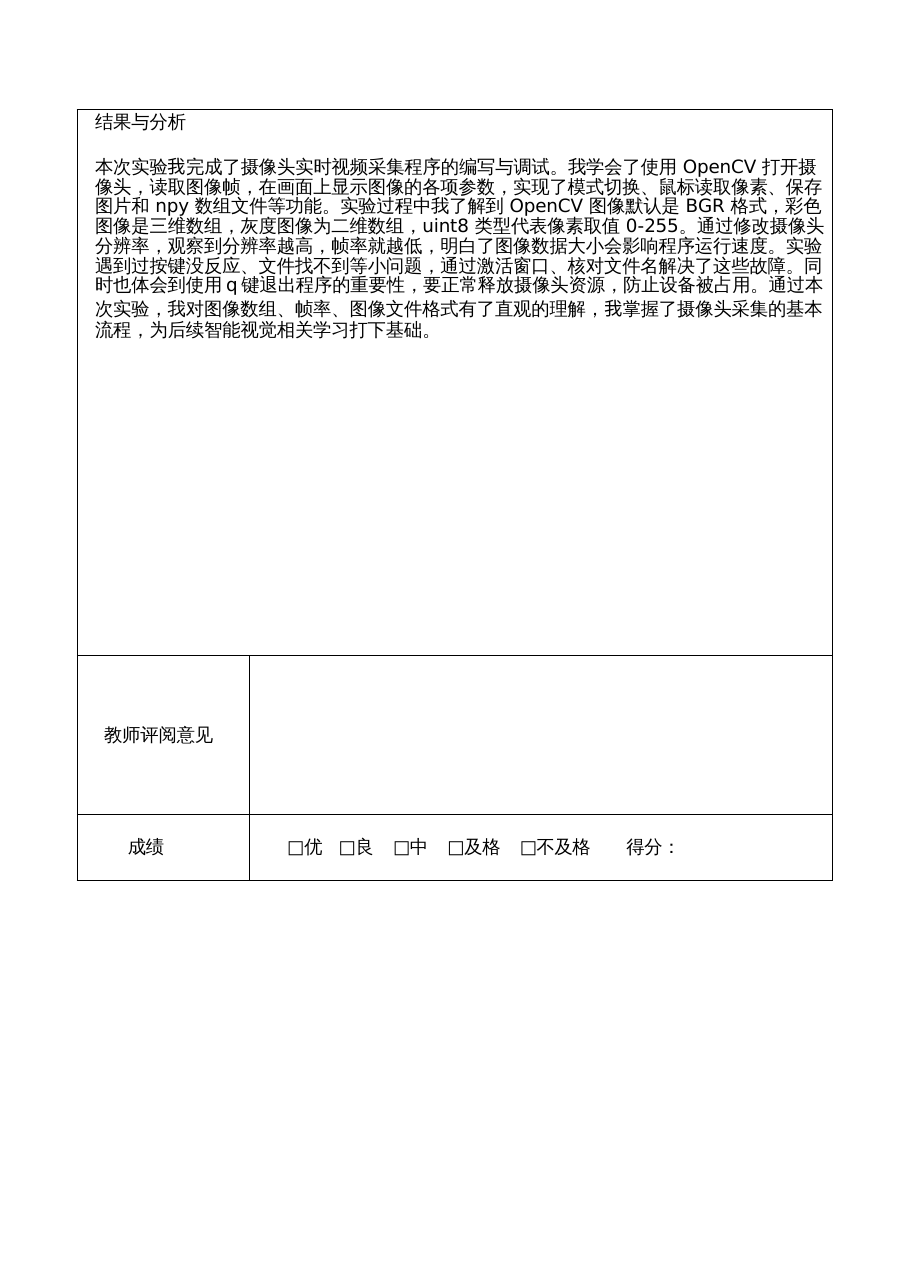 结果与分析
本次实验我完成了摄像头实时视频采集程序的编写与调试。我学会了使用 OpenCV 打开摄
像头，读取图像帧，在画面上显示图像的各项参数，实现了模式切换、鼠标读取像素、保存
图片和 npy 数组文件等功能。实验过程中我了解到 OpenCV 图像默认是 BGR 格式，彩色
图像是三维数组，灰度图像为二维数组，uint8 类型代表像素取值 0-255。通过修改摄像头
分辨率，观察到分辨率越高，帧率就越低，明白了图像数据大小会影响程序运行速度。实验
遇到过按键没反应、文件找不到等小问题，通过激活窗口、核对文件名解决了这些故障。同
时也体会到使用 q 键退出程序的重要性，要正常释放摄像头资源，防止设备被占用。通过本
次实验，我对图像数组、帧率、图像文件格式有了直观的理解，我掌握了摄像头采集的基本
流程，为后续智能视觉相关学习打下基础。
教师评阅意见
成绩 □优 □良 □中 □及格 □不及格 得分：